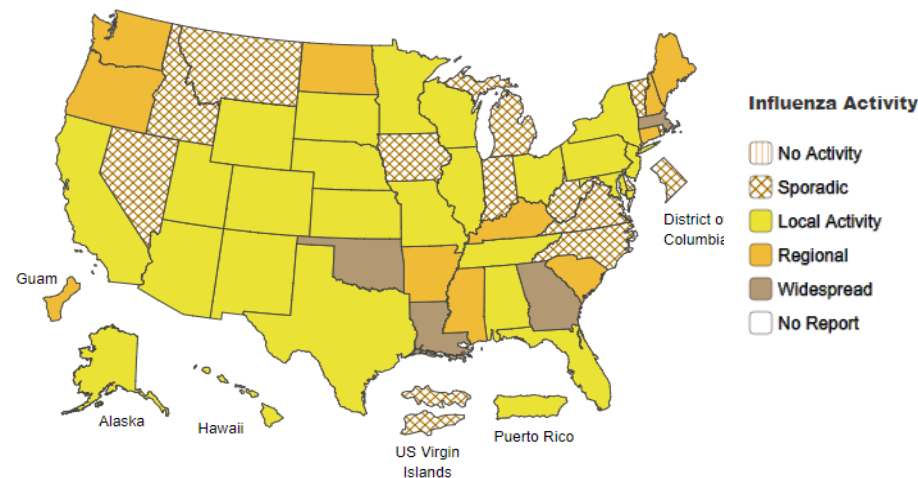 Influenza Activity
No Activity
Sporadic
Local Activity
Regional
Widespread
No Report
District o
Columbia
Guam
Alaska
Hawaii
US Virgin
Islands
Puerto Rico